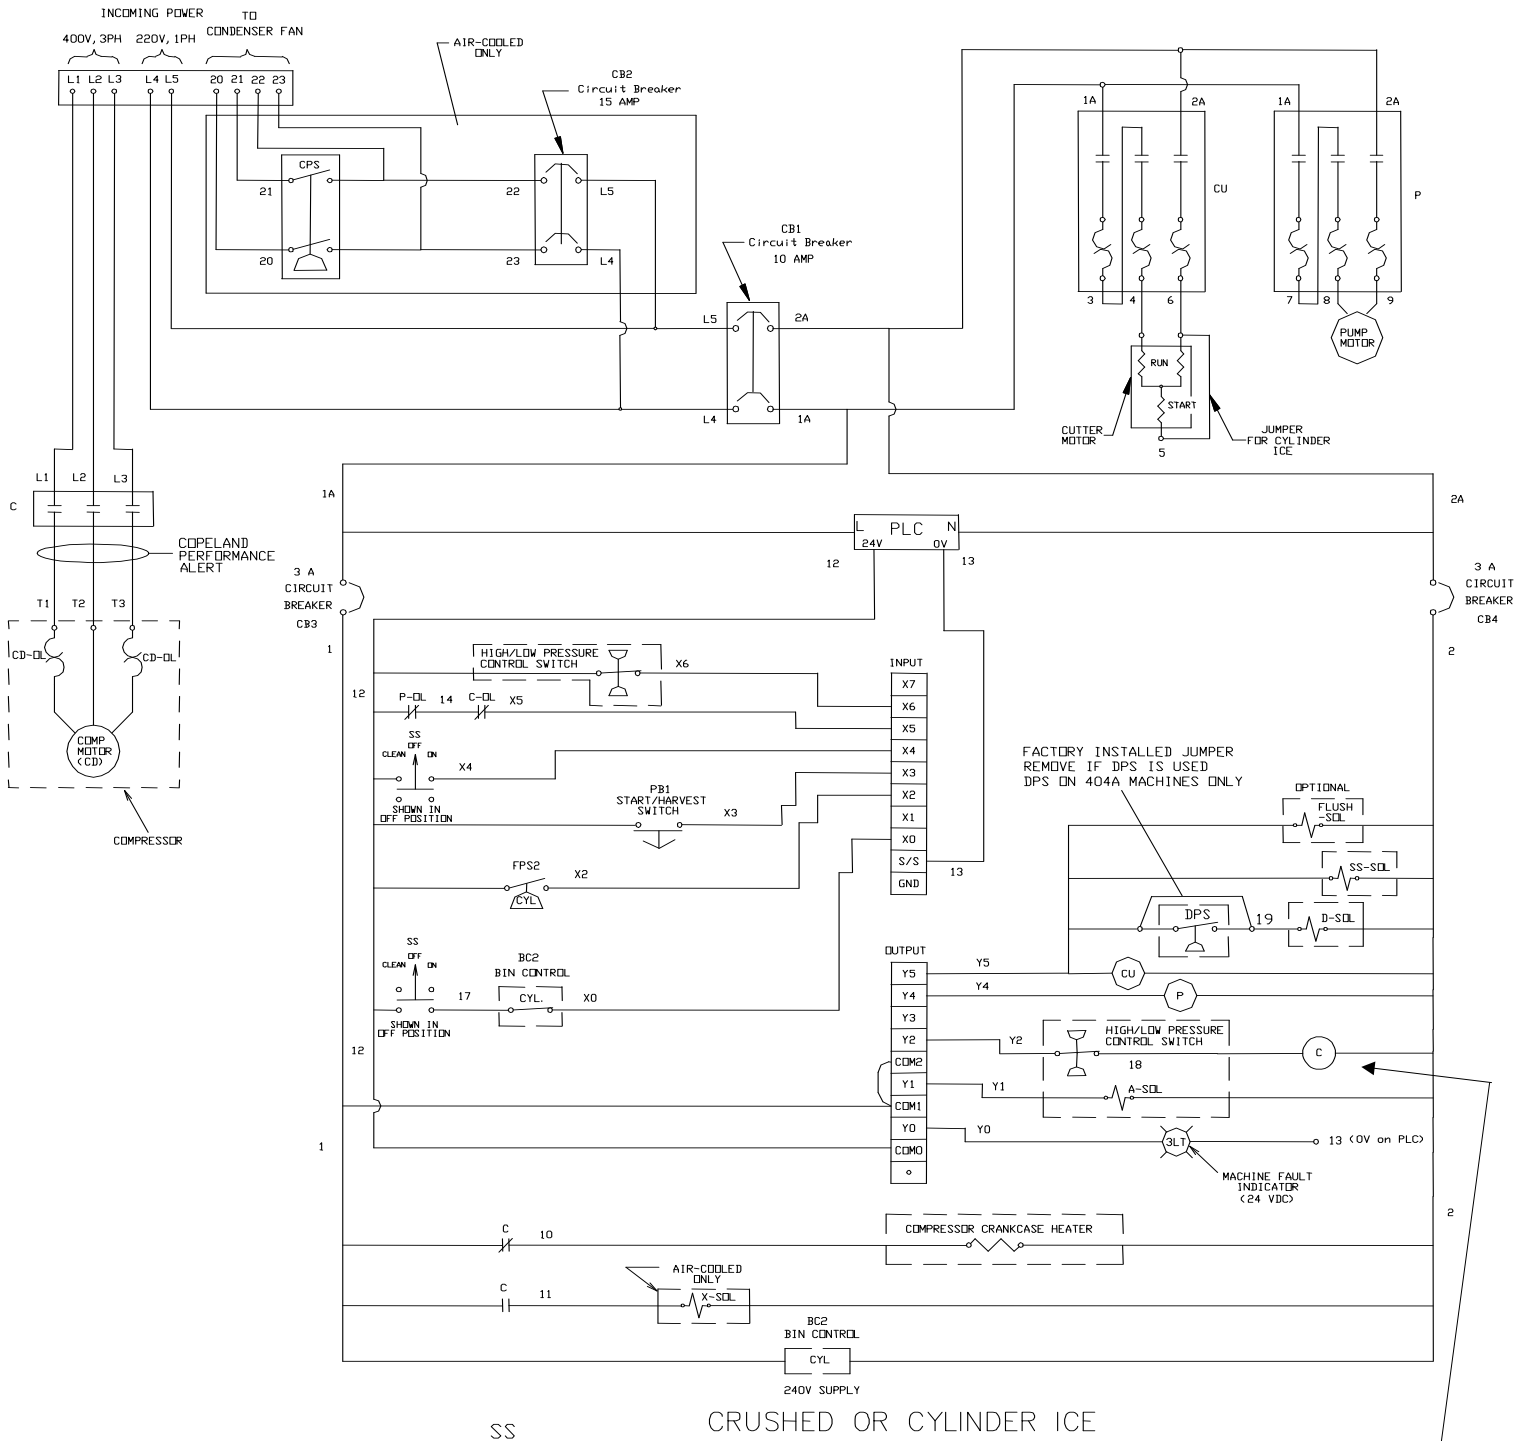 INCOMING POWER
TO
CONDENSER FAN
400V, 3PH
220V, 1PH
L1 L2 L3 L4 L5 20 21 22 23
AIR-COOLED
ONLY
CB2
Circuit Breaker
15 AMP
CPS
21
22
L5
20
23
L4
CB1
Circuit Breaker
10 AMP
L5
2A
L4
1A
1A
2A
CU
3
4
6
1A
2A
P
7
8
9
PUMP
MOTOR
RUN
START
CUTTER
MOTOR
5
JUMPER
FOR CYLINDER
ICE
L1
L2
L3
C
COPELAND
PERFORMANCE
ALERT
T1
T2
T3
CD-OL
CD-OL
COMP
MOTOR
(CD)
COMPRESSOR
1A
2A
L PLC N
24V 0V
12
13
3 A
CIRCUIT
BREAKER
CB3
1
3 A
CIRCUIT
BREAKER
CB4
2
HIGH/LOW PRESSURE
CONTROL SWITCH
X6
12
P-OL
14
C-OL
X5
SS
OFF
CLEAN
ON
X4
SHOWN IN
OFF POSITION
PB1
START/HARVEST
SWITCH
X3
FPS2
CYL
X2
SS
OFF
CLEAN
ON
17
SHOWN IN
OFF POSITION
BC2
BIN CONTROL
CYL.
X0
12
INPUT
X7
X6
X5
X4
X3
X2
X1
X0
S/S
GND
13
FACTORY INSTALLED JUMPER
REMOVE IF DPS IS USED
DPS ON 404A MACHINES ONLY
OPTIONAL
FLUSH
-SOL
SS-SOL
DPS
19
D-SOL
OUTPUT
Y5
Y4
Y3
Y2
COM2
Y1
COM1
Y0
COM0
Y5
CU
Y4
P
Y2
HIGH/LOW PRESSURE
CONTROL SWITCH
18
C
Y1
A-SOL
Y0
3LT
13 (0V on PLC)
MACHINE FAULT
INDICATOR
(24 VDC)
1
2
C
10
COMPRESSOR CRANKCASE HEATER
C
11
AIR-COOLED
ONLY
X-SOL
BC2
BIN CONTROL
CYL
240V SUPPLY
SS
CRUSHED OR CYLINDER ICE